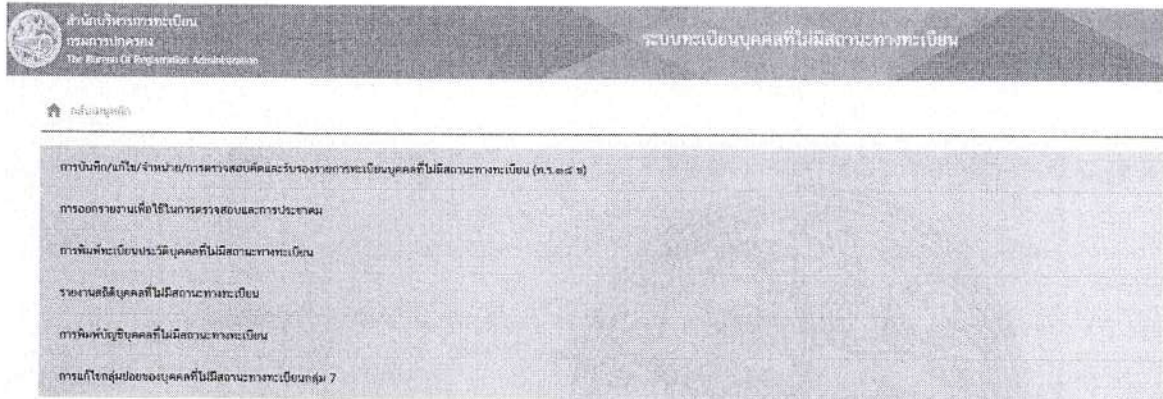 สำนักบริหารการทะเบียน
กรมการปกครอง
The Bureau Of Registration Administration
ระบบทะเบียนบุคคลที่ไม่มีสถานะทางทะเบียน
กลับเมนูหลัก
การบันทึก/แก้ไข/จำหน่าย/การตรวจสอบคัดและรับรองรายการทะเบียนบุคคลที่ไม่มีสถานะทางทะเบียน (ท.ร.๓๘ ข)
การออกรายงานเพื่อใช้ในการตรวจสอบและการประชาคม
การพิมพ์ทะเบียนประวัติบุคคลที่ไม่มีสถานะทางทะเบียน
รายงานสถิติบุคคลที่ไม่มีสถานะทางทะเบียน
การพิมพ์บัญชีบุคคลที่ไม่มีสถานะทางทะเบียน
การแก้ไขกลุ่มย่อยของบุคคลที่ไม่มีสถานะทางทะเบียนกลุ่ม 7